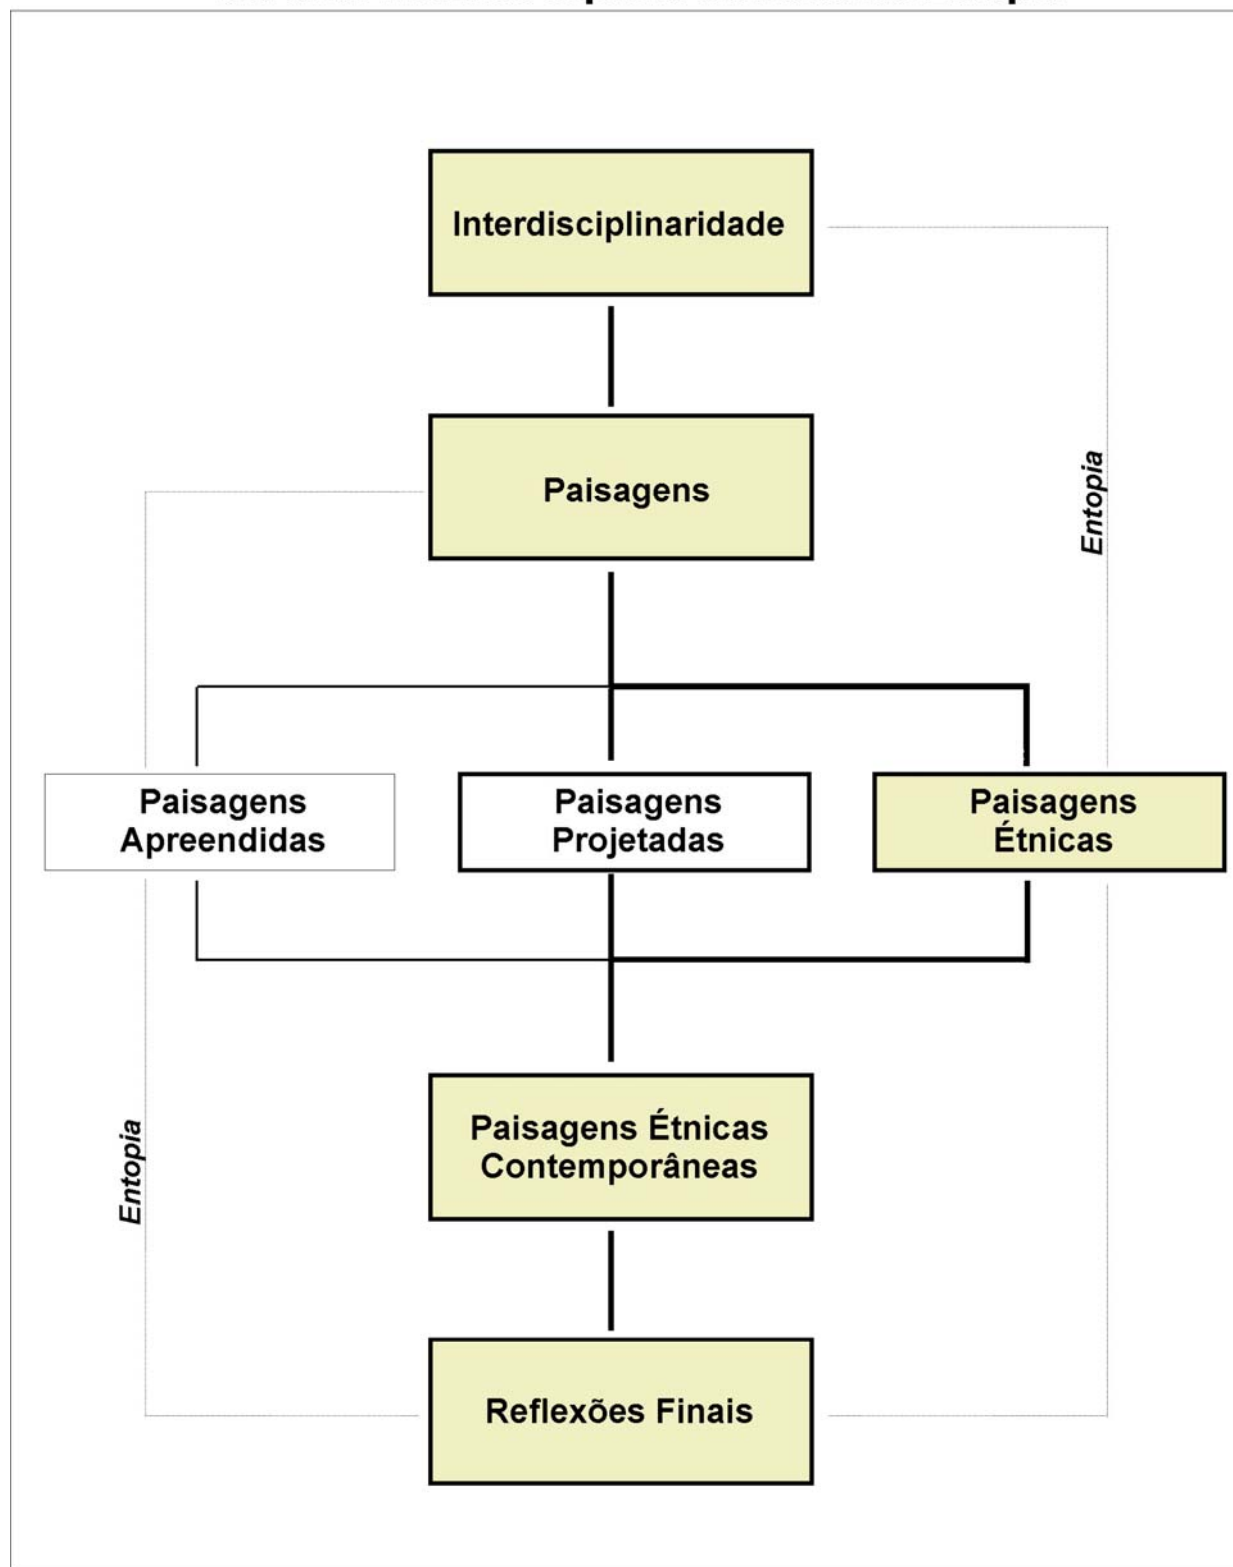 Interdisciplinaridade
Paisagens
Entopia
Paisagens
Apreendidas
Paisagens
Projetadas
Paisagens
Étnicas
Paisagens Étnicas
Contemporâneas
Entopia
Reflexões Finais